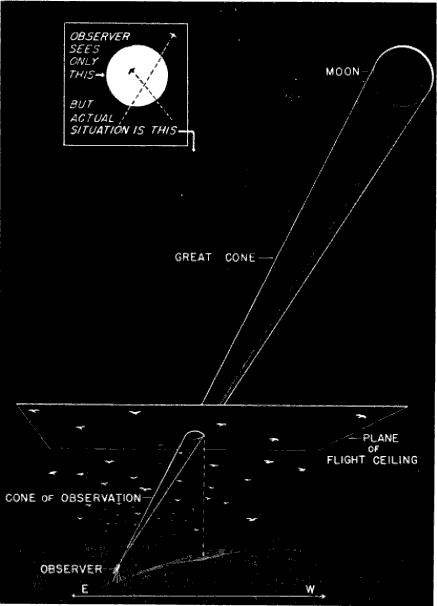 OBSERVER
SEES
ONLY
THIS
BUT
ACTUAL
SITUATION IS THIS
MOON
GREAT CONE
PLANE
OF
FLIGHT CEILING
CONE OF OBSERVATION
OBSERVER
E W